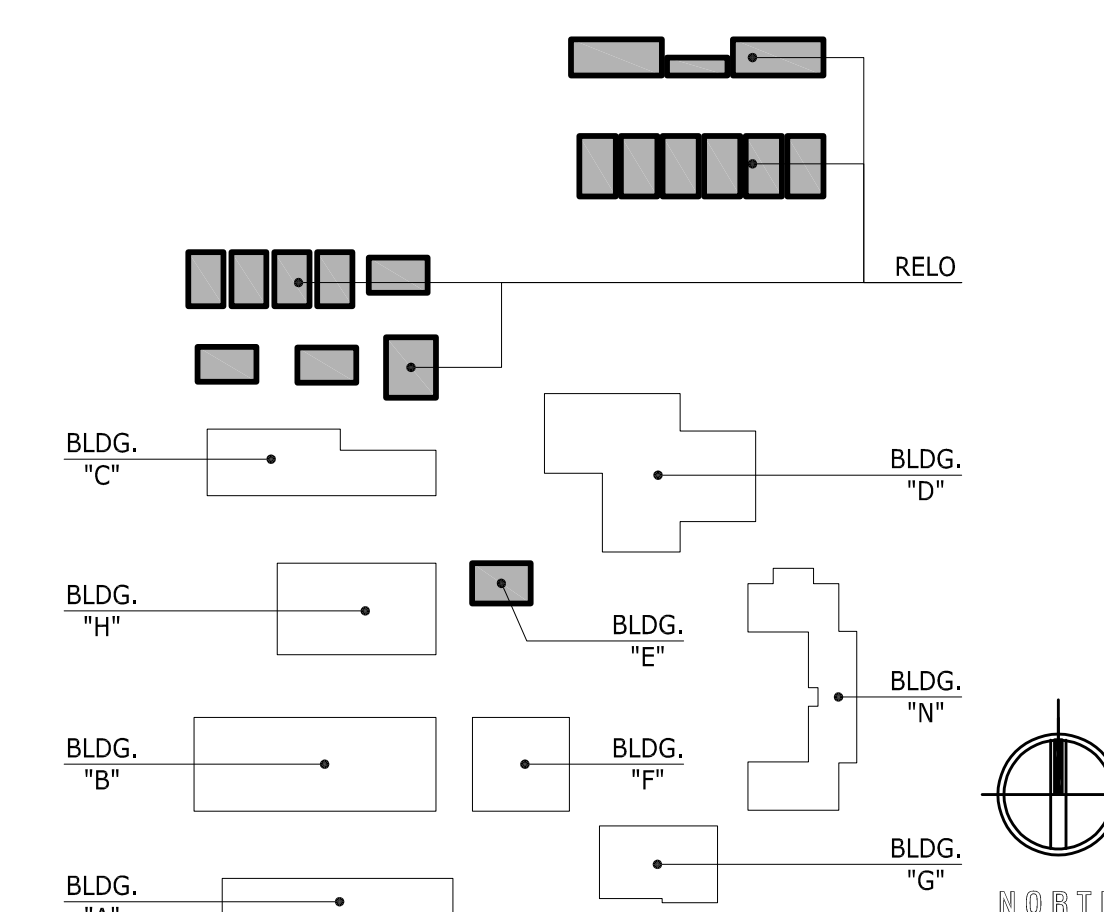 RELO
BLDG.
"C"
BLDG.
"D"
BLDG.
"H"
BLDG.
"E"
BLDG.
"N"
BLDG.
"B"
BLDG.
"F"
BLDG.
"G"
BLDG.
"A"